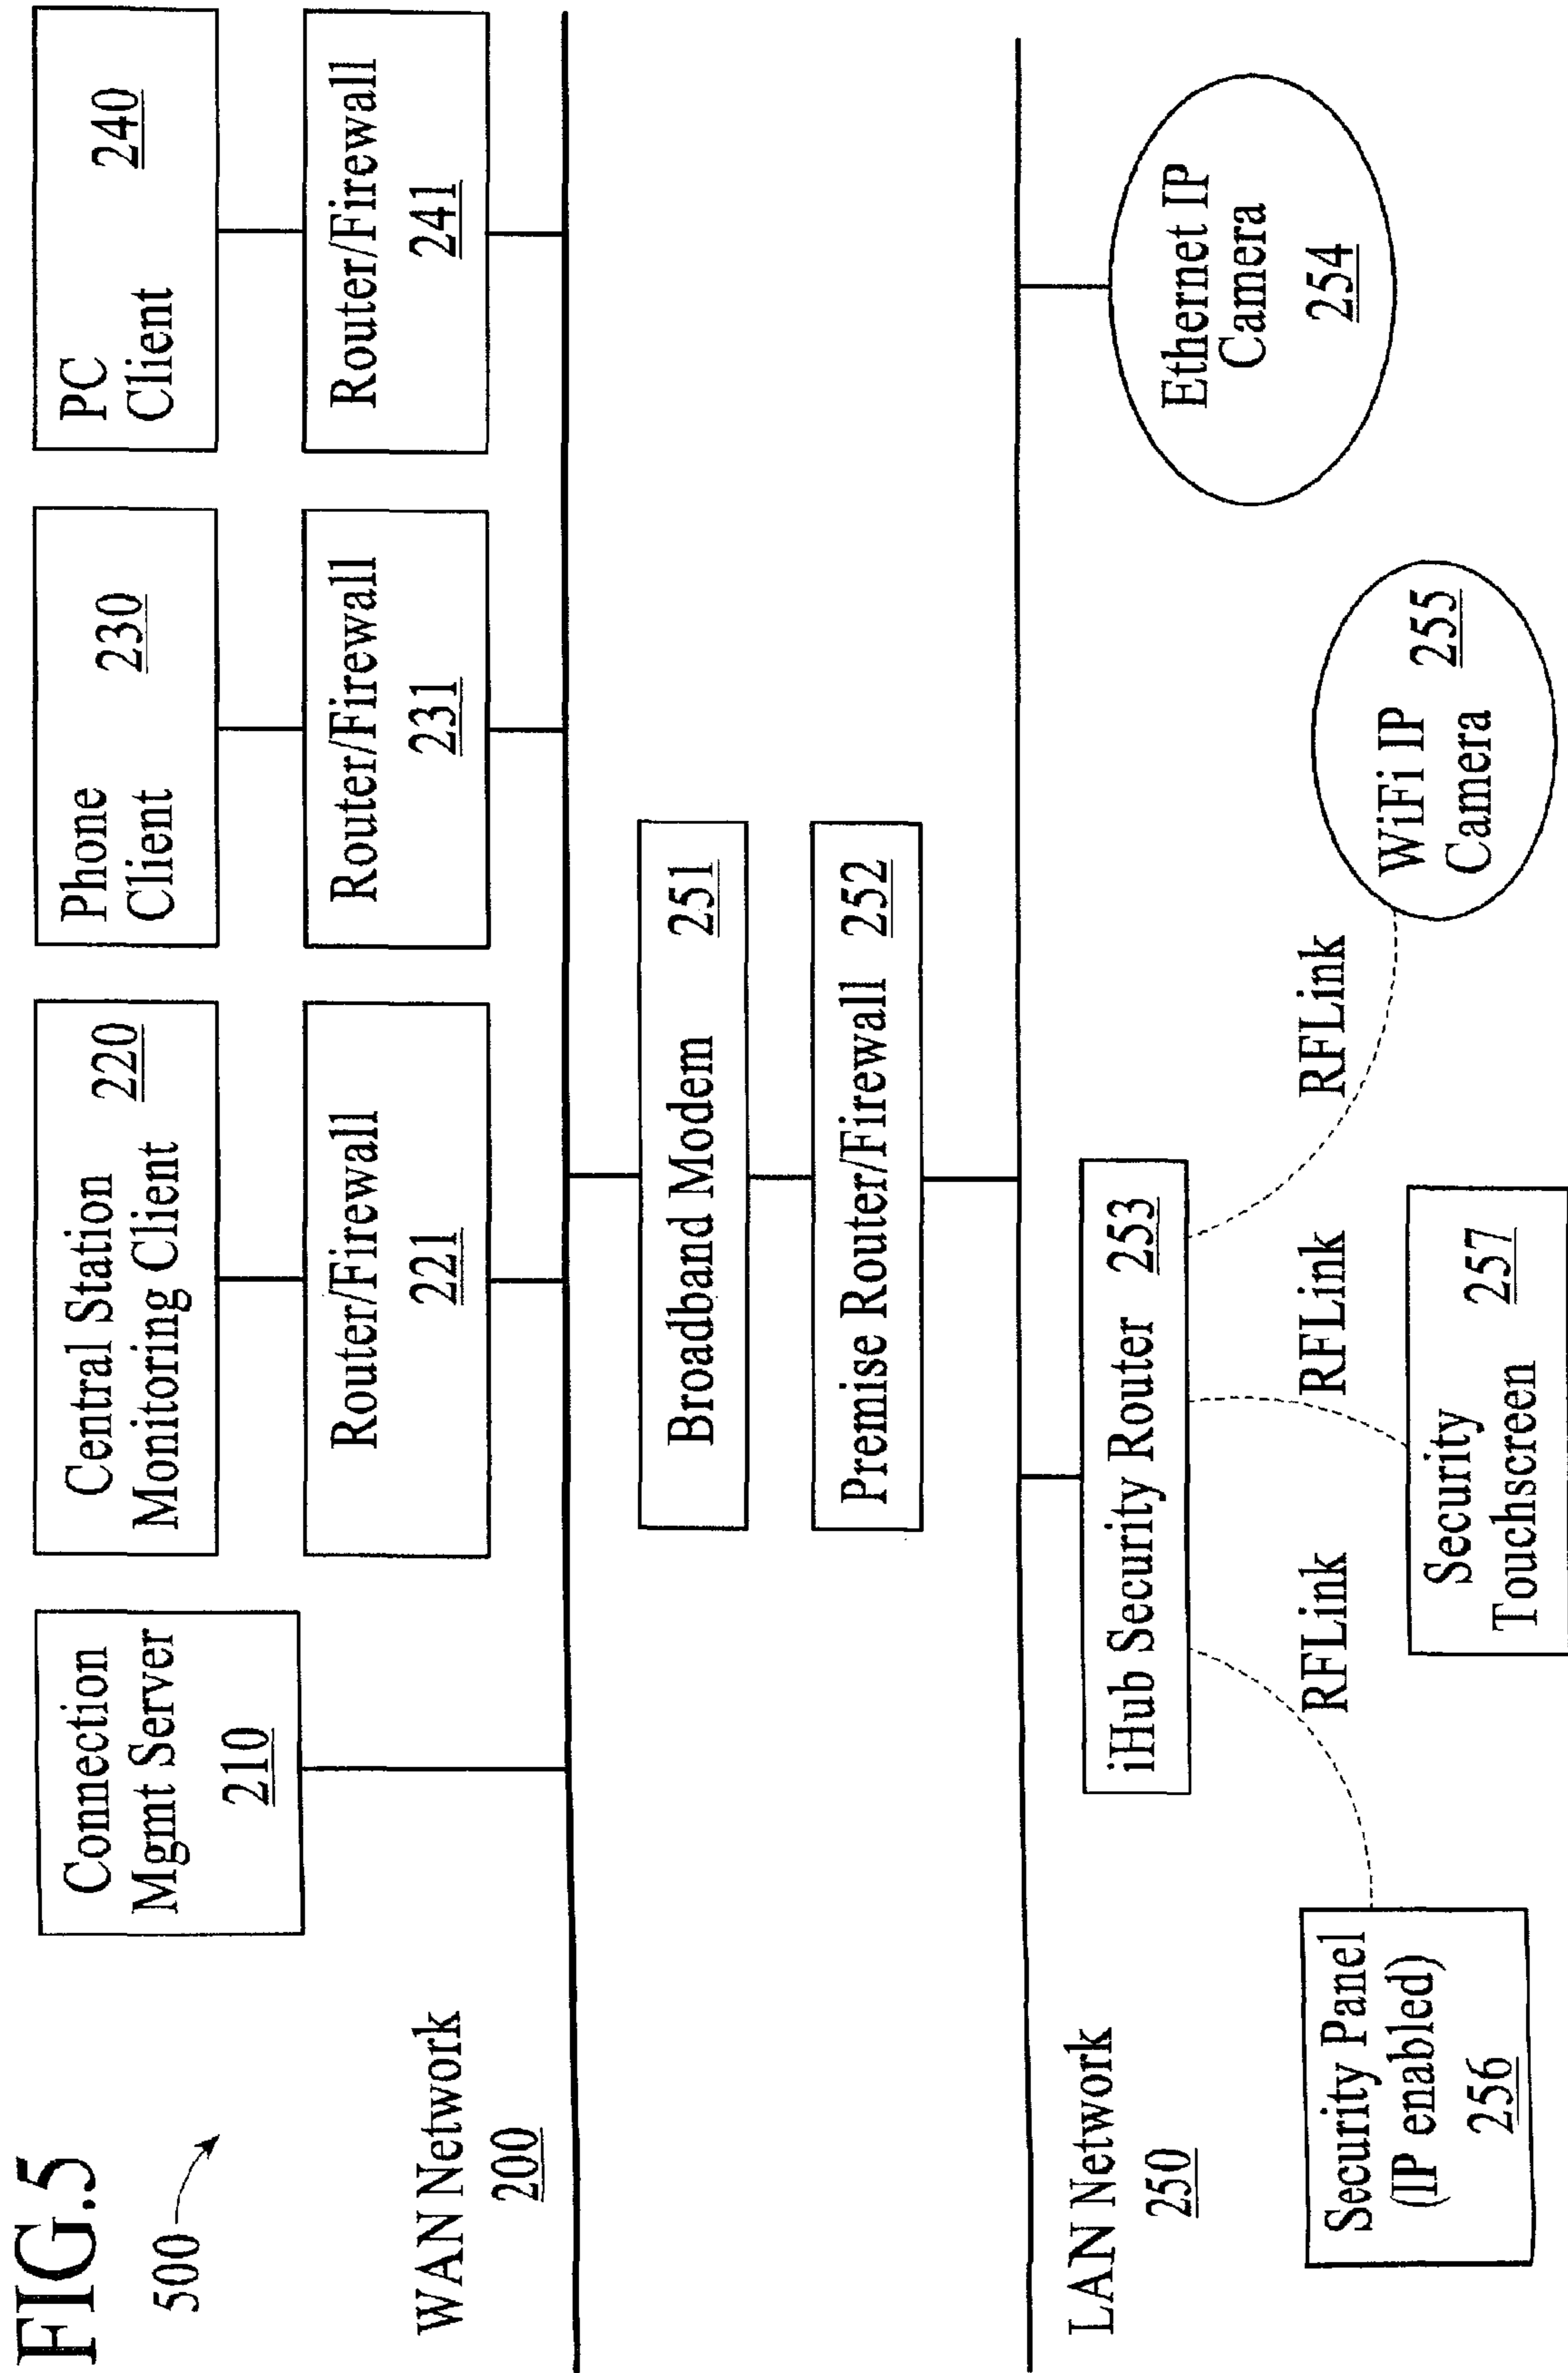 FIG.5
500
Connection
Mgmt Server
210
Central Station
Monitoring Client
220
Phone
Client
230
PC
Client
240
Router/Firewall
221
Router/Firewall
231
Router/Firewall
241
WAN Network
200
Broadband Modem 251
Premise Router/Firewall 252
LAN Network
250
iHub Security Router 253
RFLink
RFLink
RFLink
Security Panel
(IP enabled)
256
Security
Touchscreen
257
WiFi IP
Camera
255
Ethernet IP
Camera
254